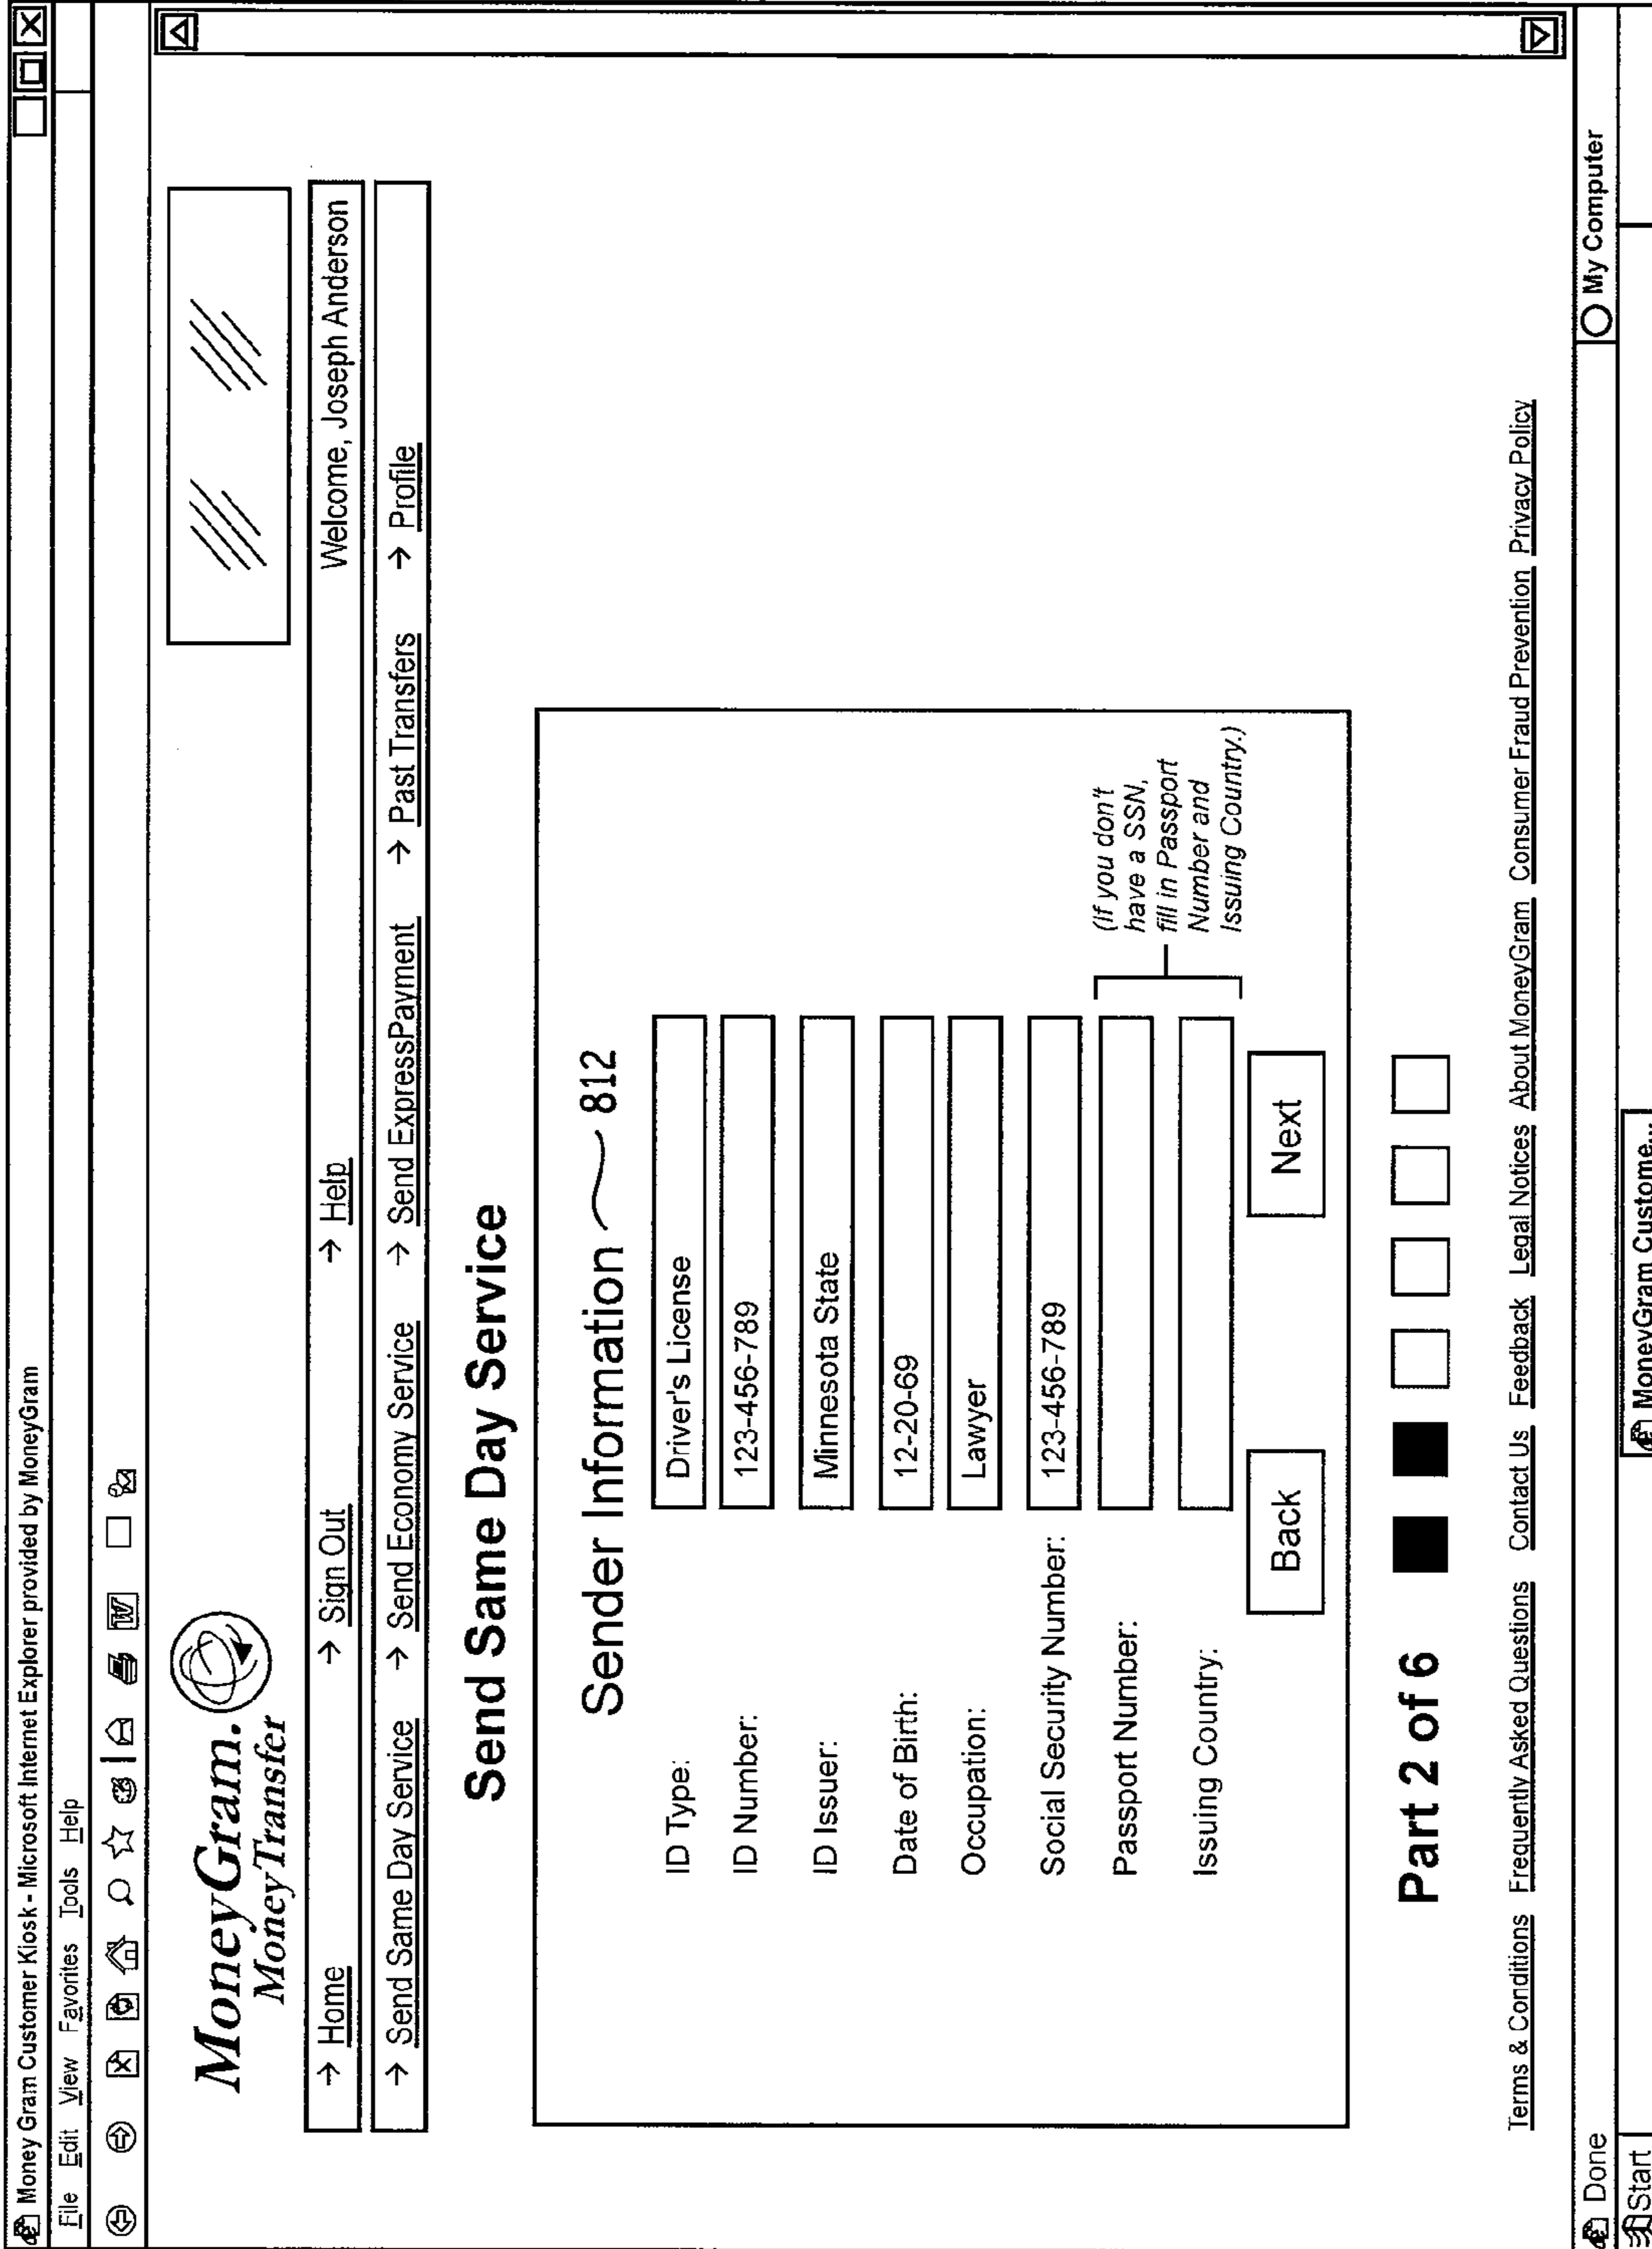 Money Gram Customer Kiosk - Microsoft Internet Explorer provided by MoneyGram
File Edit View Favorites Tools Help
W
MoneyGram.
MoneyTransfer
→ Home → Sign Out → Help Welcome, Joseph Anderson
→ Send Same Day Service → Send Economy Service → Send ExpressPayment → Past Transfers → Profile
Send Same Day Service
Sender Information 812
ID Type: Driver's License
ID Number: 123-456-789
ID Issuer: Minnesota State
Date of Birth: 12-20-69
Occupation: Lawyer
Social Security Number: 123-456-789
Passport Number:
Issuing Country:
(If you don't
have a SSN,
fill in Passport
Number and
Issuing Country.)
Back Next
Part 2 of 6
Terms & Conditions Frequently Asked Questions Contact Us Feedback Legal Notices About MoneyGram Consumer Fraud Prevention Privacy Policy
Done My Computer
Start MoneyGram Custome...